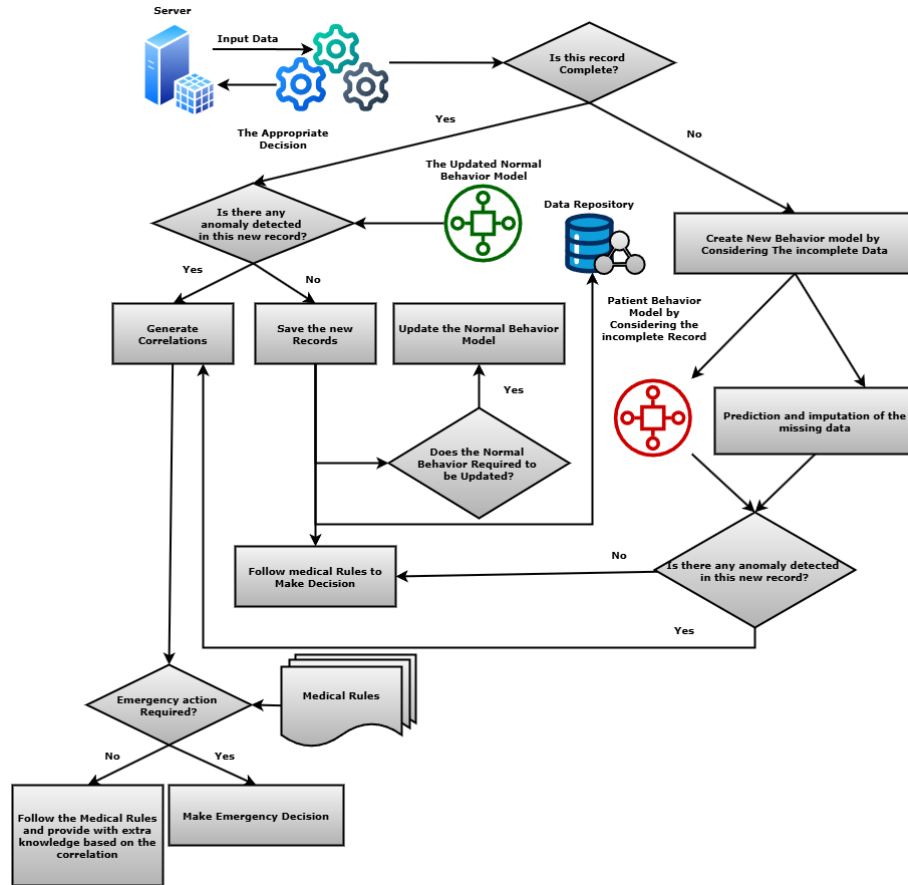 Server
Input Data
Is this record
Complete?
Yes
No
The Appropriate
Decision
The Updated Normal
Behavior Model
Is there any
anomaly detected
in this new record?
Data Repository
Create New Behavior model by
Considering The incomplete Data
Yes
No
Generate
Correlations
Save the new
Records
Update the Normal Behavior
Model
Patient Behavior
Model by
Considering the
incomplete Record
Yes
Prediction and imputation of the
missing data
Does the Normal
Behavior Required to
be Updated?
Follow medical Rules to
Make Decision
No
Is there any anomaly detected
in this new record?
Yes
Emergency action
Required?
Medical Rules
No
Yes
Follow the Medical Rules
and provide with extra
knowledge based on the
correlation
Make Emergency Decision